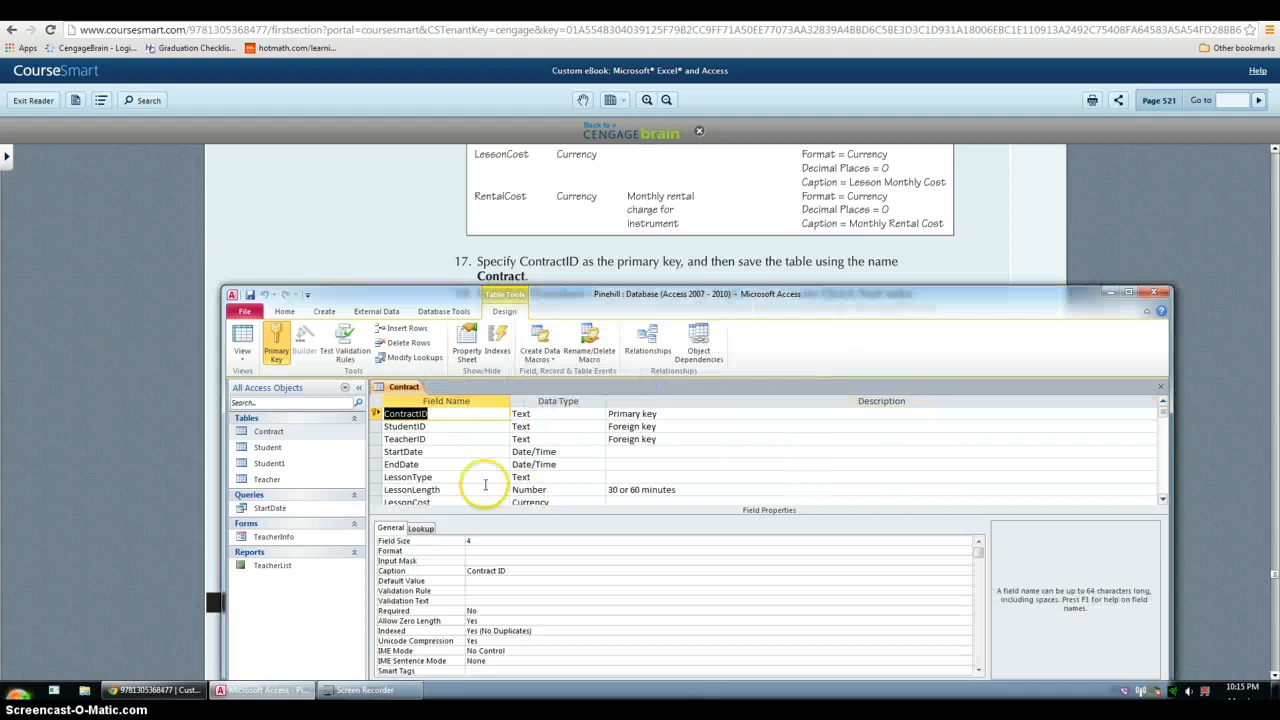 www.coursesmart.com/9781305368477/firstsection?portal=coursesmart&CSTenantKey=cengage&key=
Apps CengageBrain - Logi... Graduation Checklis... hotmath.com/learni... Other bookmarks
CourseSmart Custom eBook: Microsoft® Excel® and Access Help
Exit Reader Search Page 521 Go to
Back to
CENGAGEbrain
LessonCost Currency Format = Currency
Decimal Places = 0
Caption = Lesson Monthly Cost
RentalCost Currency Monthly rental Format = Currency
charge for Decimal Places = 0
instrument Caption = Monthly Rental Cost
17. Specify ContractID as the primary key, and then save the table using the name
Contract.
Table Tools Pinehill : Database (Access 2007 - 2010) – Microsoft Access
File Home Create External Data Database Tools Design
View Primary Key Builder Test Validation Rules Insert Rows Delete Rows Modify Lookups Property Sheet Indexes Create Data Macros Rename/Delete Macro Relationships Object Dependencies
Views Tools Show/Hide Field, Record & Table Events Relationships
All Access Objects Contract
Search... Field Name Data Type Description
Tables ContractID Text Primary key
Contract StudentID Text Foreign key
Student TeacherID Text Foreign key
Student1 StartDate Date/Time
Teacher EndDate Date/Time
Queries LessonType Text
StartDate LessonLength Number 30 or 60 minutes
LessonCost Currency
Forms Field Properties
TeacherInfo General Lookup
Reports Field Size 4
TeacherList Format
Input Mask
Caption Contract ID
Default Value
Validation Rule
Validation Text
Required No
Allow Zero Length Yes
Indexed Yes (No Duplicates)
Unicode Compression Yes
IME Mode No Control
IME Sentence Mode None
Smart Tags
A field name can be up to 64 characters long,
including spaces. Press F1 for help on field
names.
9781305368477 | Cust... Microsoft Access - Pi... Screen Recorder 10:15 PM
Screencast-O-Matic.com